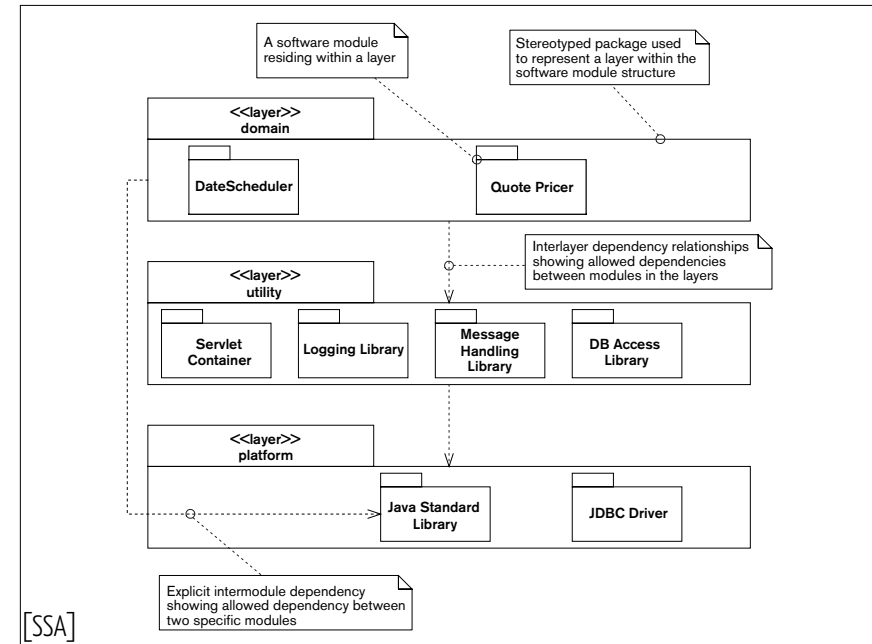 A software module
residing within a layer
Stereotyped package used
to represent a layer within the
software module structure
<<layer>>
domain
DateScheduler
Quote Pricer
Interlayer dependency relationships
showing allowed dependencies
between modules in the layers
<<layer>>
utility
Servlet
Container
Logging Library
Message
Handling
Library
DB Access
Library
<<layer>>
platform
Java Standard
Library
JDBC Driver
Explicit intermodule dependency
showing allowed dependency between
two specific modules
[SSA]